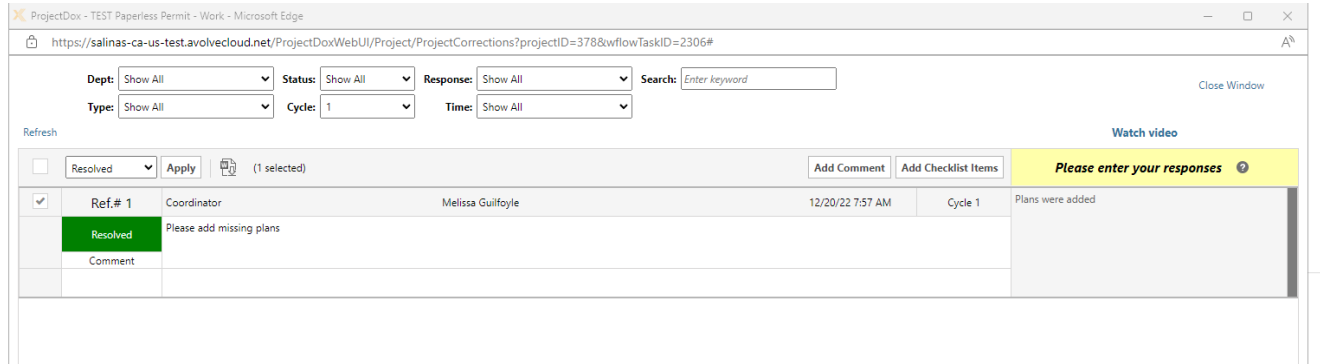 ProjectDox - TEST Paperless Permit - Work - Microsoft Edge
https://salinas-ca-us-test.avolvecloud.net/ProjectDoxWebUI/Project/ProjectCorrections?projectID=378&wflowTaskID=2306#
Dept: Show All Status: Show All Response: Show All Search: Enter keyword
Close Window
Type: Show All Cycle: 1 Time: Show All
Refresh Watch video
Resolved Apply (1 selected) Add Comment Add Checklist Items Please enter your responses ?
Ref.# 1 Coordinator Melissa Guilfoyle 12/20/22 7:57 AM Cycle 1 Plans were added
Resolved Please add missing plans
Comment